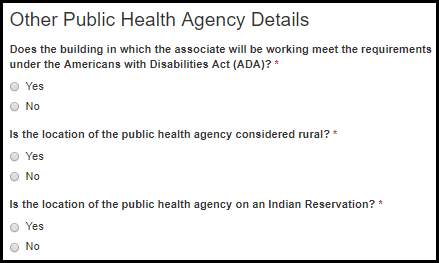 Other Public Health Agency Details
Does the building in which the associate will be working meet the requirements
under the Americans with Disabilities Act (ADA)? *
Yes
No
Is the location of the public health agency considered rural? *
Yes
No
Is the location of the public health agency on an Indian Reservation? *
Yes
No